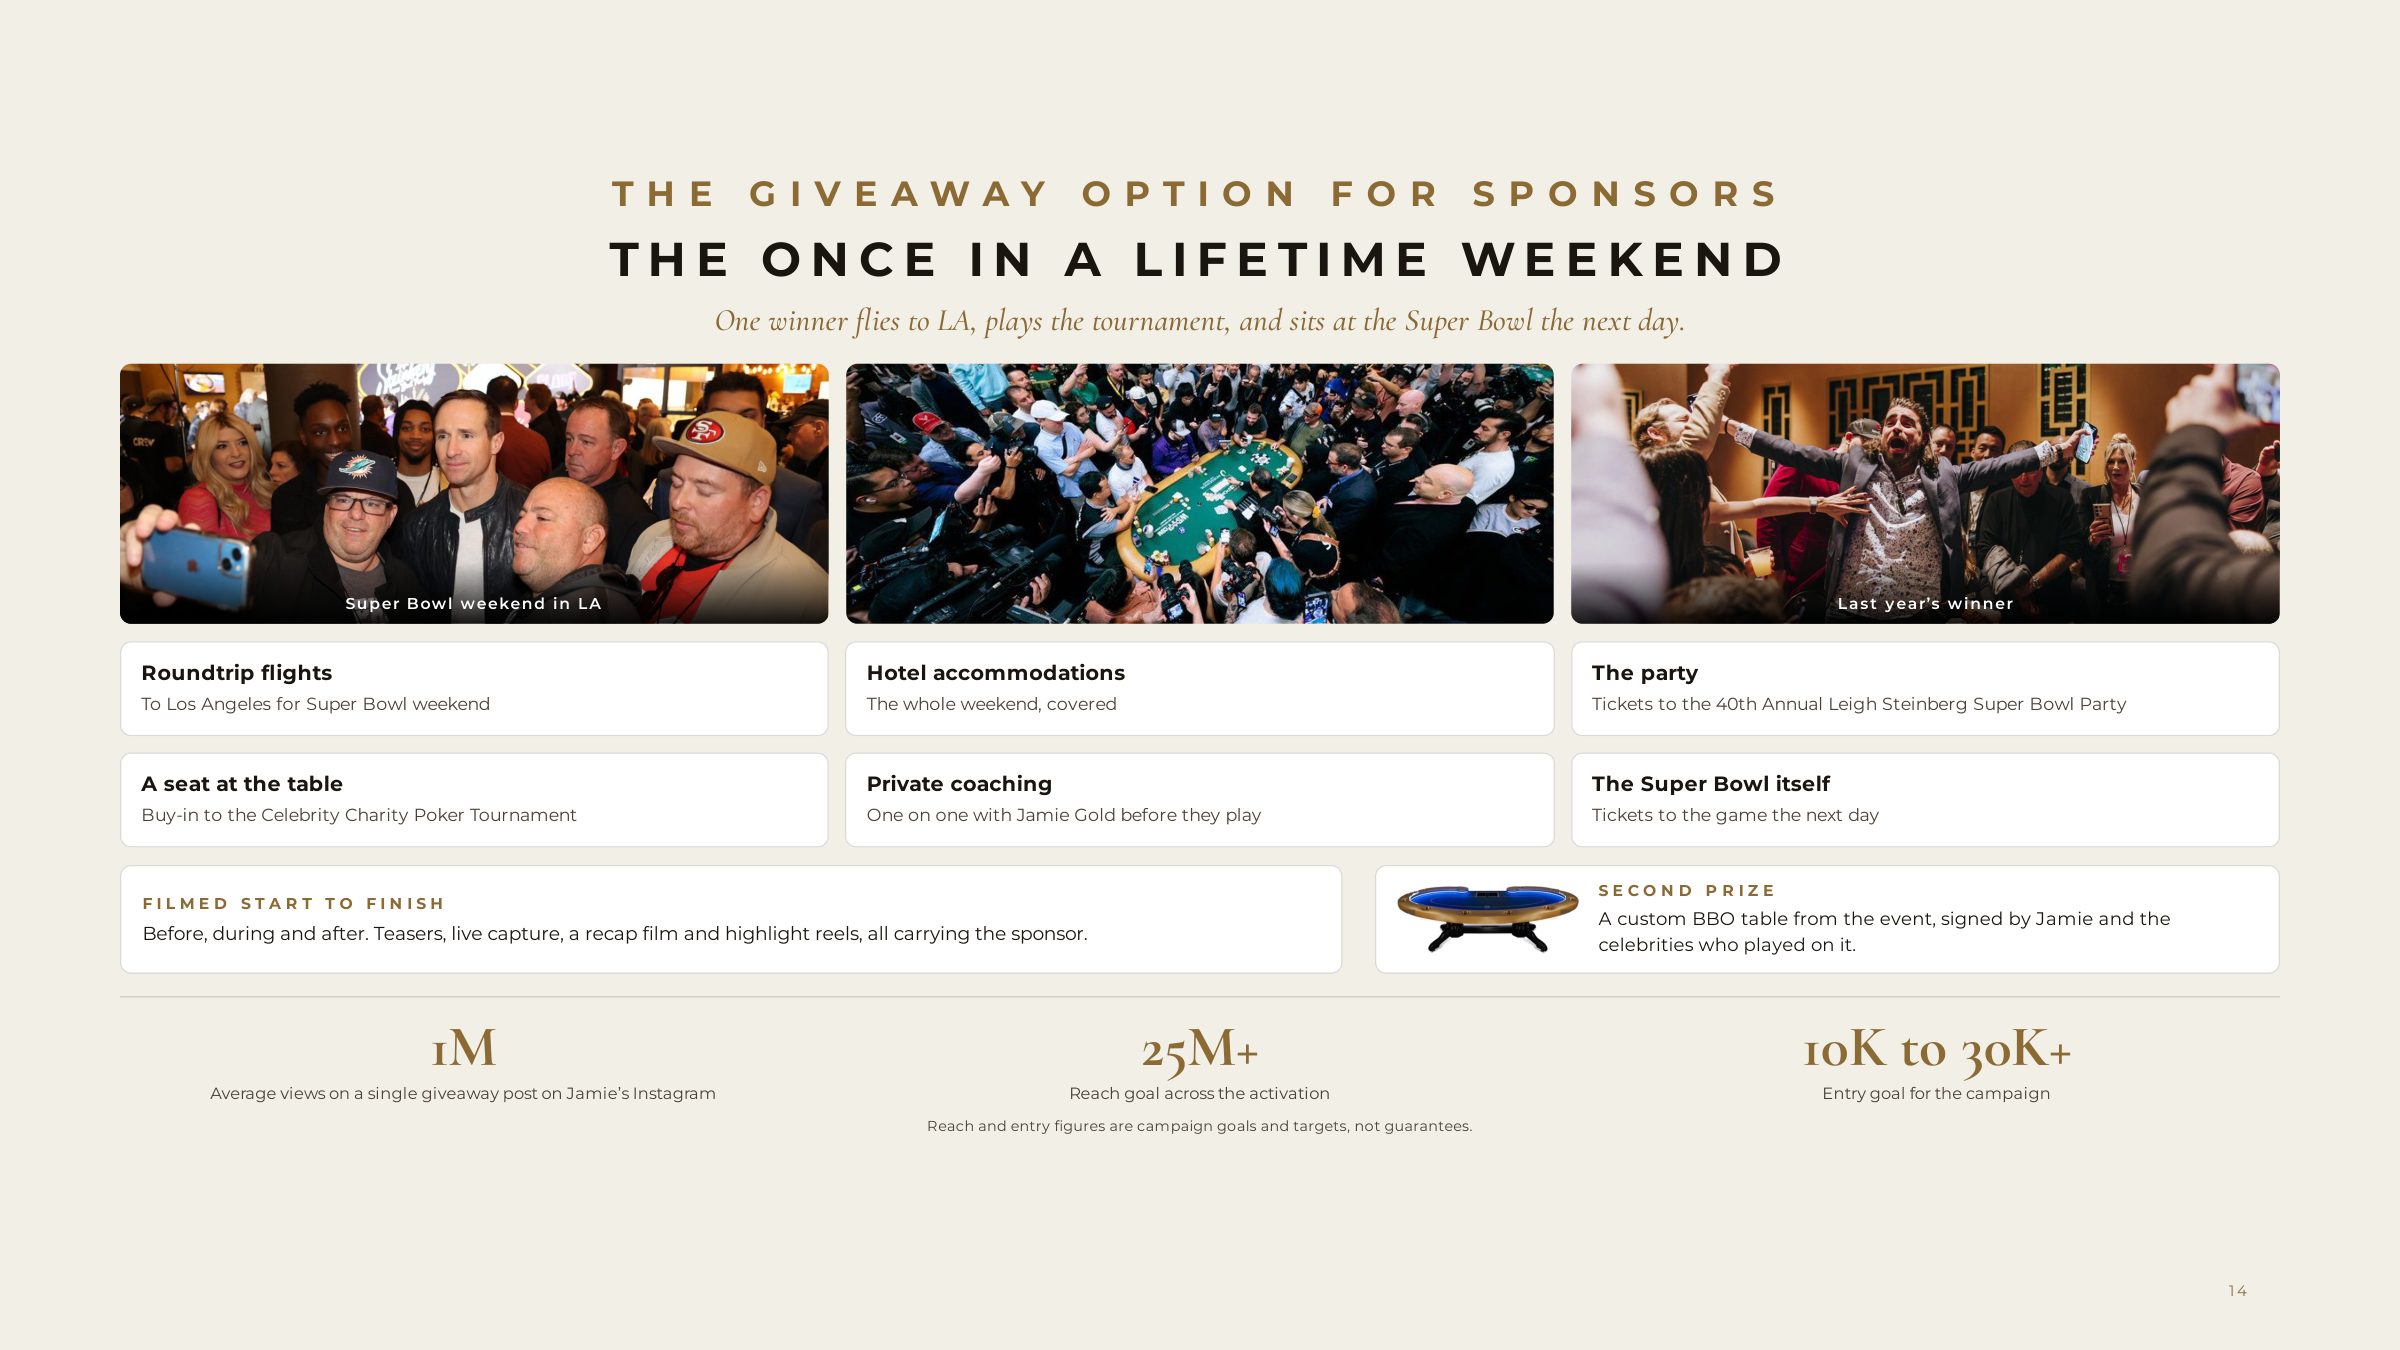 THE GIVEAWAY OPTION FOR SPONSORS
THE ONCE IN A LIFETIME WEEKEND
One winner flies to LA, plays the tournament, and sits at the Super Bowl the next day.
CREW
SF
Super Bowl weekend in LA
Last year’s winner
Roundtrip flights
To Los Angeles for Super Bowl weekend
Hotel accommodations
The whole weekend, covered
The party
Tickets to the 40th Annual Leigh Steinberg Super Bowl Party
A seat at the table
Buy-in to the Celebrity Charity Poker Tournament
Private coaching
One on one with Jamie Gold before they play
The Super Bowl itself
Tickets to the game the next day
FILMED START TO FINISH
Before, during and after. Teasers, live capture, a recap film and highlight reels, all carrying the sponsor.
SECOND PRIZE
A custom BBO table from the event, signed by Jamie and the
celebrities who played on it.
1M
Average views on a single giveaway post on Jamie’s Instagram
25M+
Reach goal across the activation
10K to 30K+
Entry goal for the campaign
Reach and entry figures are campaign goals and targets, not guarantees.
14